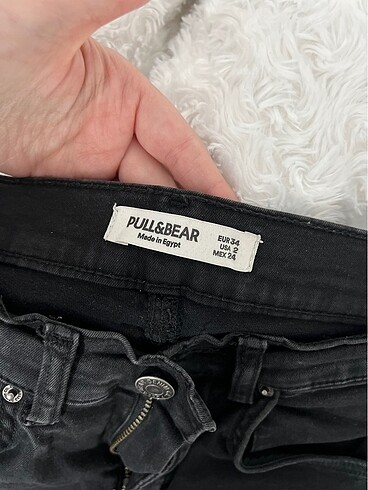 PULL&BEAR
Made in Egypt
EUR 34
USA 2
MEX 24